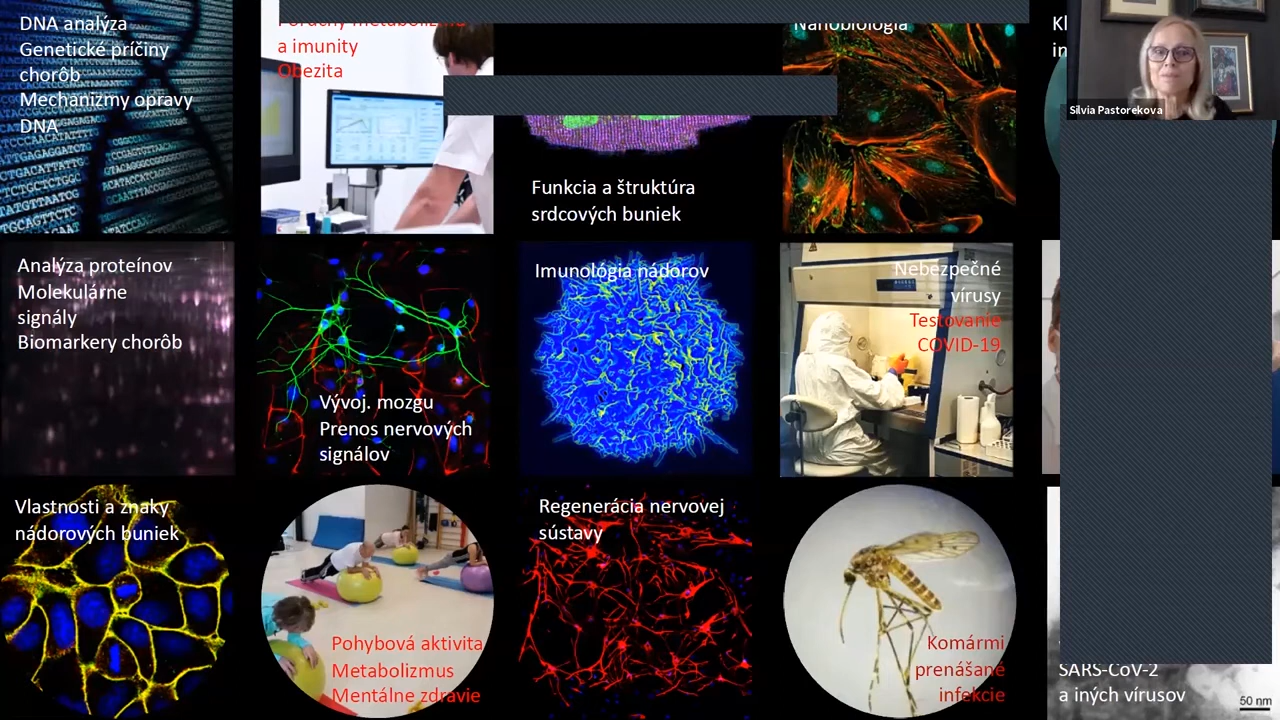 DNA analýza
Genetické príčiny
chorôb
Mechanizmy opravy
DNA
Poruchy metabolizmu
a imunity
Obezita
Funkcia a štruktúra
srdcových buniek
Nanobiológia
Silvia Pastorekova
Analýza proteínov
Molekulárne
signály
Biomarkery chorôb
Vývoj. mozgu
Prenos nervových
signálov
Imunológia nádorov
Nebezpečné
vírusy
Testovanie
COVID-19
Vlastnosti a znaky
nádorových buniek
Pohybová aktivita
Metabolizmus
Mentálne zdravie
Regenerácia nervovej
sústavy
Komármi
prenášané
infekcie
SARS-CoV-2
a iných vírusov
50 nm